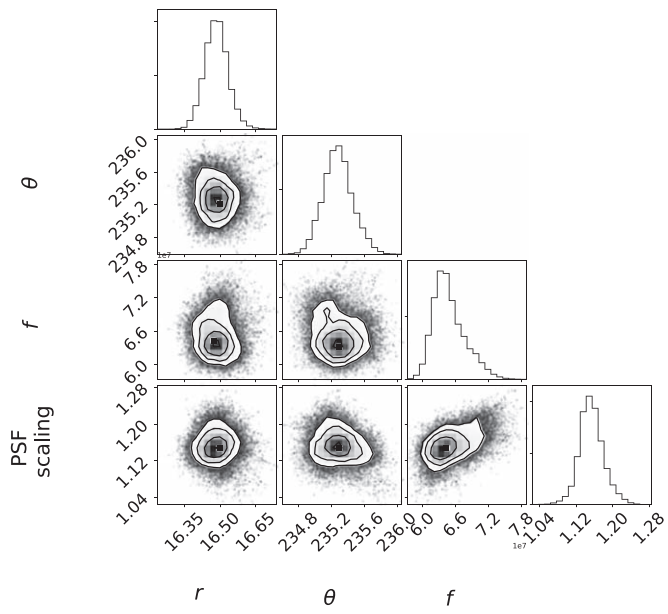 θ
236.0
235.6
235.2
234.8
1e7
f
7.8
7.2
6.6
6.0
PSF
scaling
1.28
1.20
1.12
1.04
16.35 16.50 16.65
234.8 235.2 235.6 236.0
6.0 6.6 7.2 7.8
1e7
1.04 1.12 1.20 1.28
r θ f